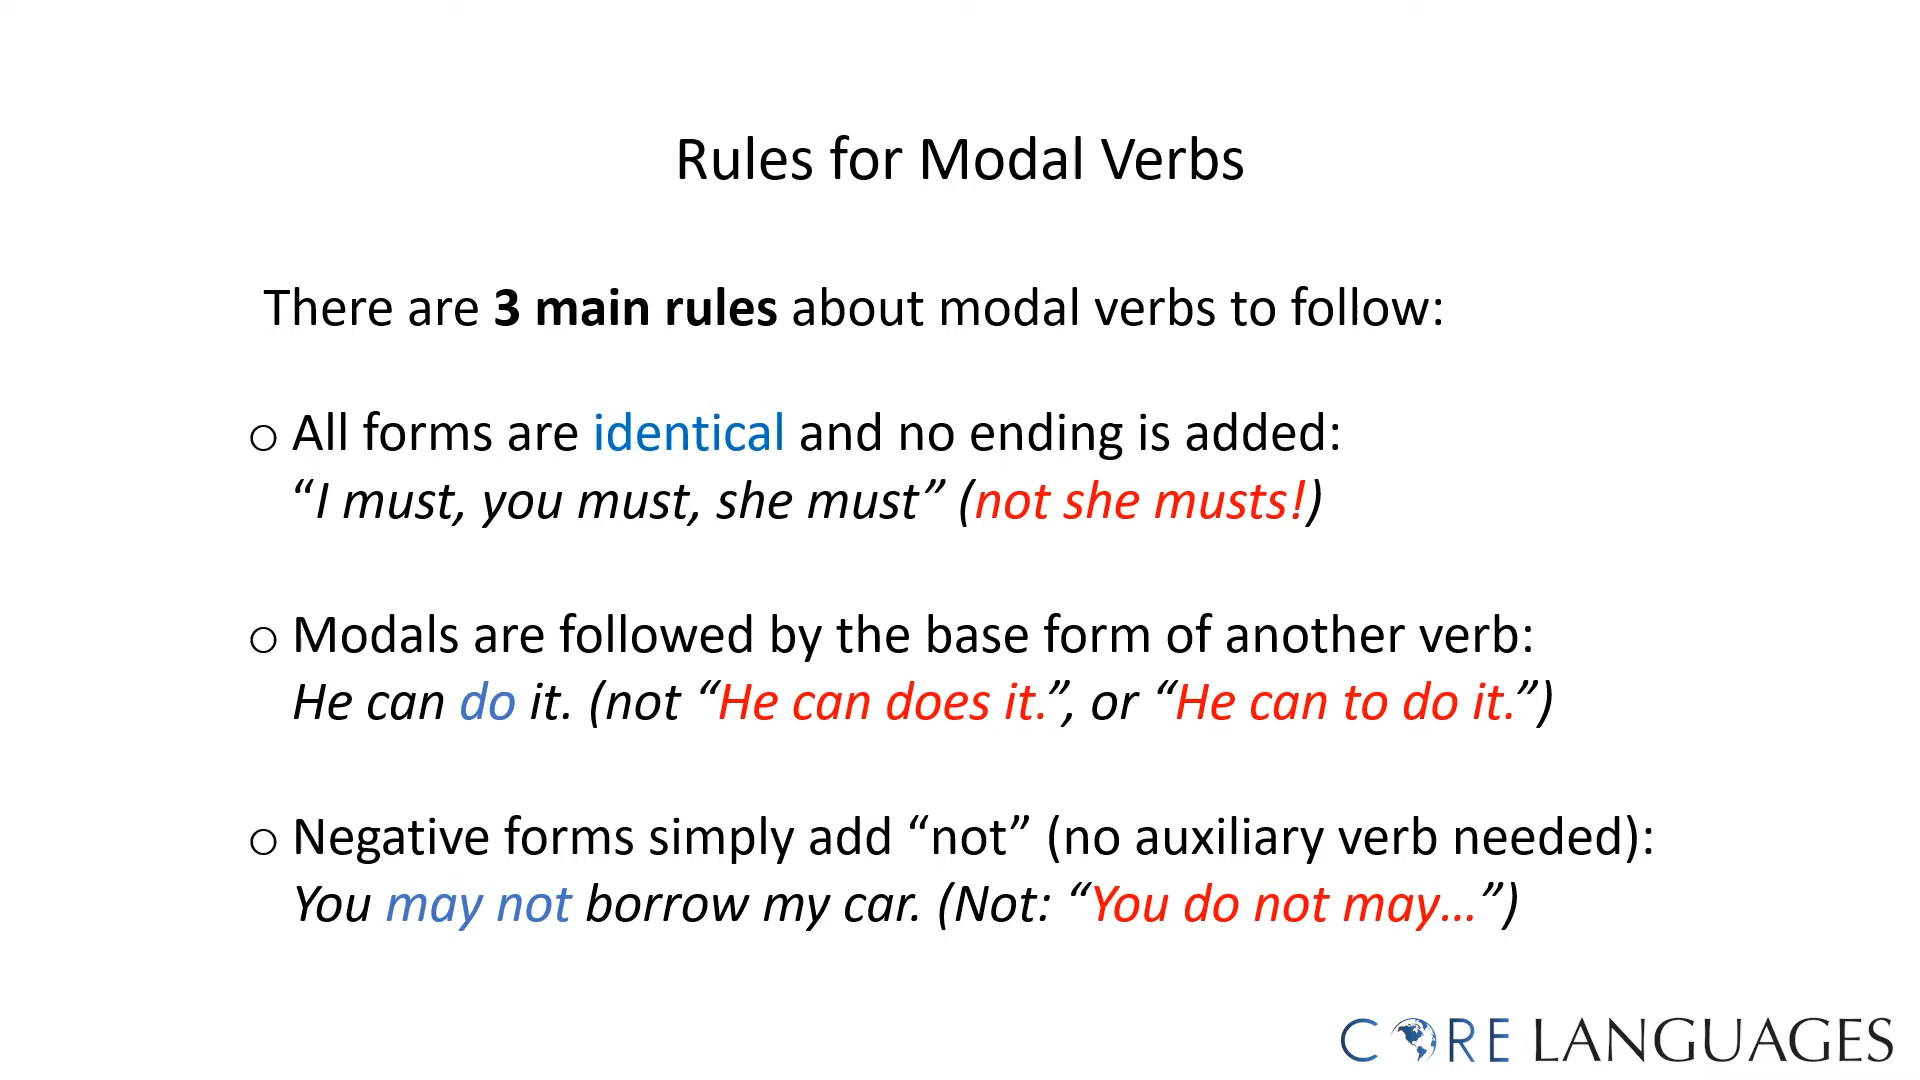 Rules for Modal Verbs
There are 3 main rules about modal verbs to follow:
o All forms are identical and no ending is added:
“I must, you must, she must” (not she musts!)
o Modals are followed by the base form of another verb:
He can do it. (not “He can does it.”, or “He can to do it.”)
o Negative forms simply add “not” (no auxiliary verb needed):
You may not borrow my car. (Not: “You do not may…”)
CORE LANGUAGES